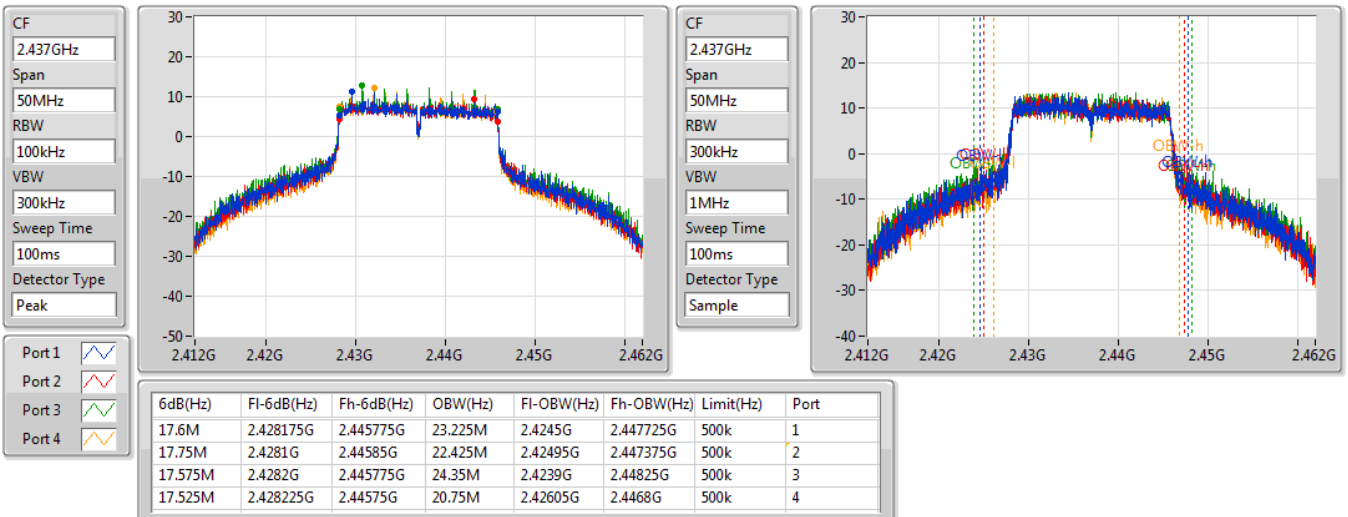 CF
2.437GHz
Span
50MHz
RBW
100kHz
VBW
300kHz
Sweep Time
100ms
Detector Type
Peak
30
20
10
0
-10
-20
-30
-40
-50
2.412G 2.42G 2.43G 2.44G 2.45G 2.462G
CF
2.437GHz
Span
50MHz
RBW
300kHz
VBW
1MHz
Sweep Time
100ms
Detector Type
Sample
30
20
10
0
-10
-20
-30
-40
2.412G 2.42G 2.43G 2.44G 2.45G 2.462G
Port 1
Port 2
Port 3
Port 4
6dB(Hz) Fl-6dB(Hz) Fh-6dB(Hz) OBW(Hz) Fl-OBW(Hz) Fh-OBW(Hz) Limit(Hz) Port
17.6M 2.428175G 2.445775G 23.225M 2.4245G 2.447725G 500k 1
17.75M 2.4281G 2.44585G 22.425M 2.42495G 2.447375G 500k 2
17.575M 2.4282G 2.445775G 24.35M 2.4239G 2.44825G 500k 3
17.525M 2.428225G 2.44575G 20.75M 2.42605G 2.4468G 500k 4